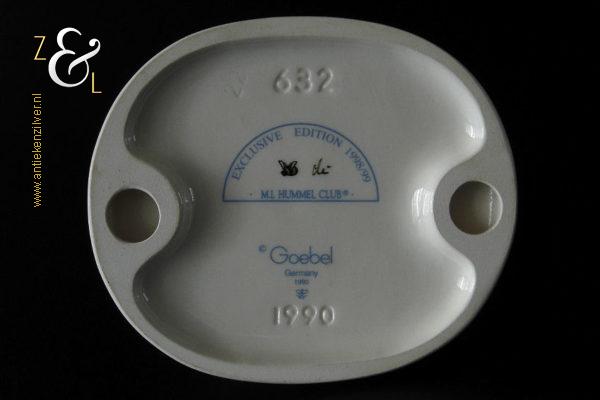 Z & L
www.antiekenzilver.nl
632
EXCLUSIVE EDITION 1998/99
M.I. HUMMEL CLUB®
© Goebel
Germany
1990
1990